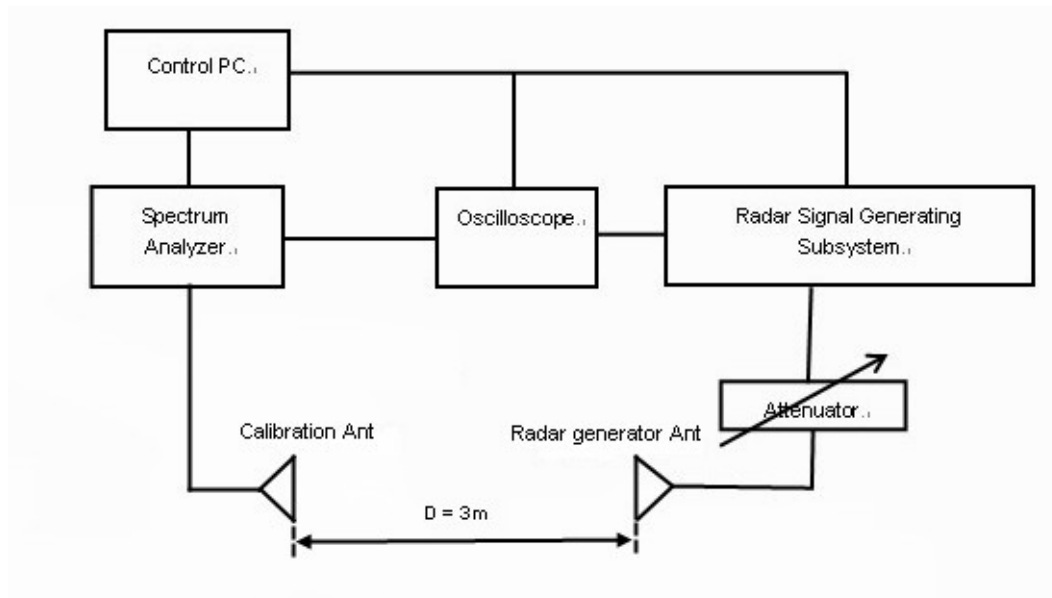 Control PC
Spectrum
Analyzer
Oscilloscope
Radar Signal Generating
Subsystem
Attenuator
Calibration Ant
Radar generator Ant
D = 3m